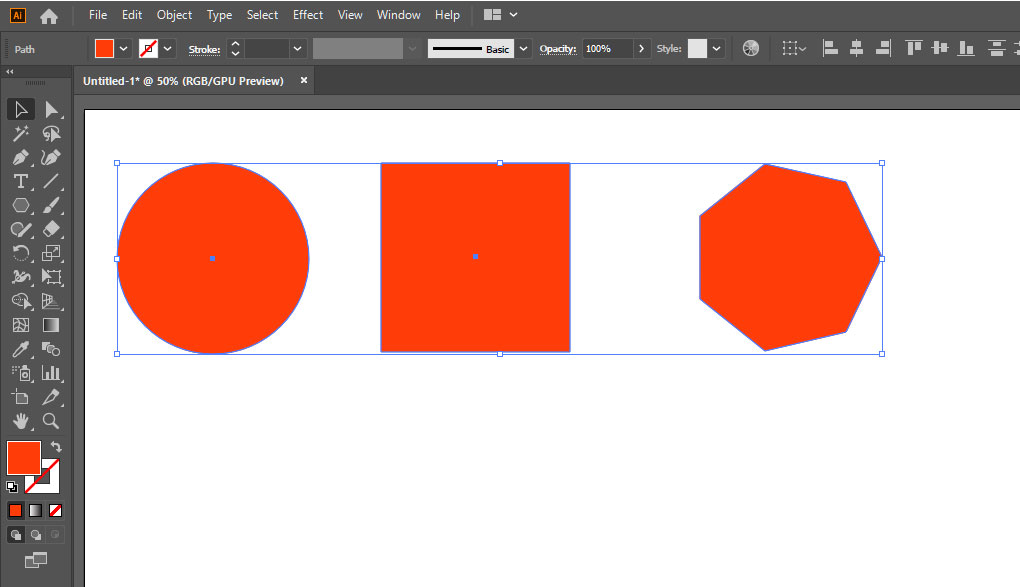 Ai File Edit Object Type Select Effect View Window Help
Path Stroke: Basic Opacity: 100% Style:
Untitled-1* @ 50% (RGB/GPU Preview) ×
T